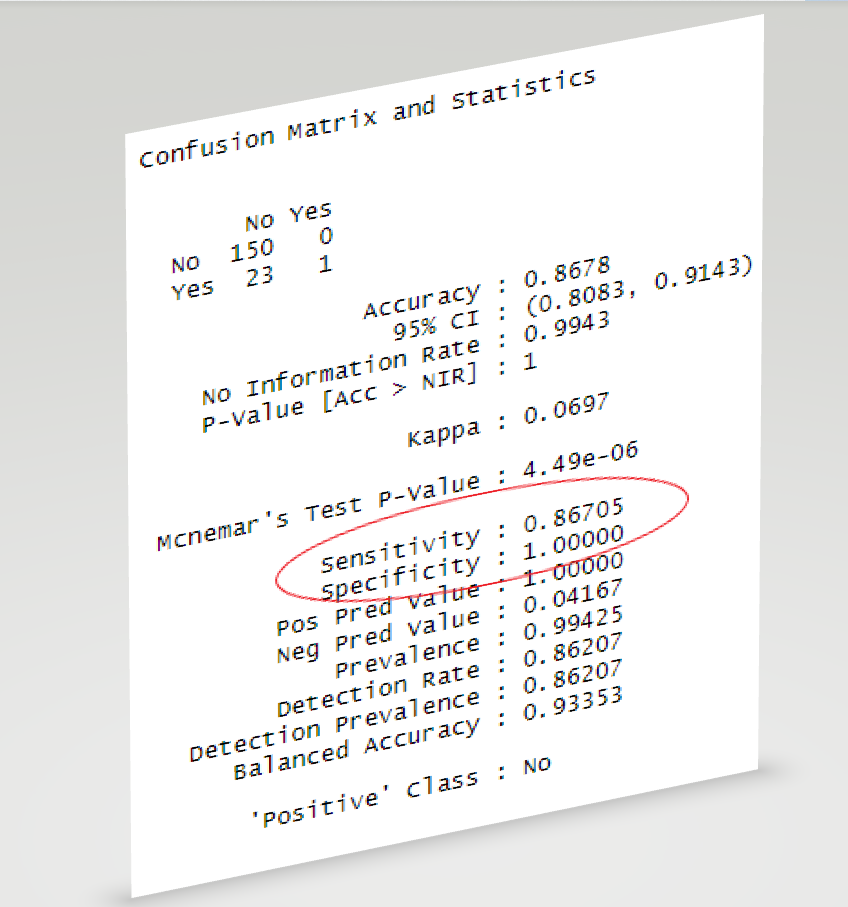 Confusion Matrix and Statistics
No Yes
No 150 0
Yes 23 1
Accuracy : 0.8678
95% CI : (0.8083, 0.9143)
No Information Rate : 0.9943
P-Value [Acc > NIR] : 1
Kappa : 0.0697
Mcnemar's Test P-Value : 4.49e-06
Sensitivity : 0.86705
Specificity : 1.00000
Pos Pred Value : 1.00000
Neg Pred Value : 0.04167
Prevalence : 0.99425
Detection Rate : 0.86207
Detection Prevalence : 0.86207
Balanced Accuracy : 0.93353
'Positive' Class : No